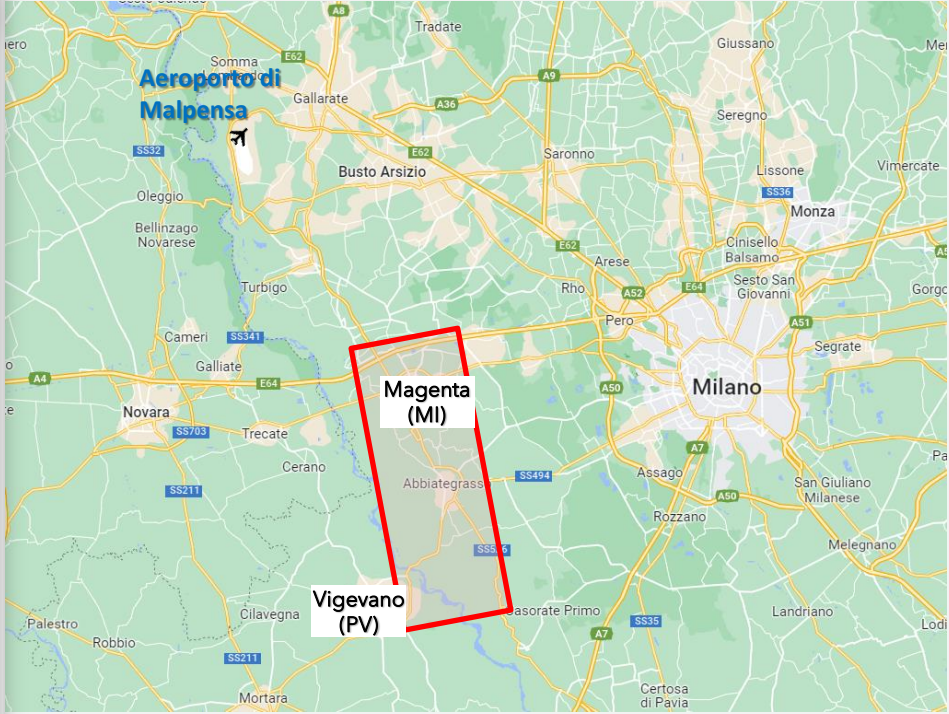 A8
Tradate
Giussano
E62
Somma
Lombardo
Aeroporto di
Malpensa
Gallarate
A9
A36
Seregno
SS32
E62
Saronno
Busto Arsizio
Lissone
Vimercate
SS36
Oleggio
Monza
Bellinzago
Novarese
E62
Cinisello
Balsamo
Arese
Sesto San
Giovanni
Turbigo
Rho
A52
E64
Pero
A51
Cameri
SS341
Segrate
Galliate
A4
E64
Magenta
(MI)
A50
Milano
Novara
SS703
Trecate
A7
Cerano
Abbiategrass
SS494
Assago
SS211
A50
San Giuliano
Milanese
Rozzano
Melegnano
Vigevano
(PV)
Cilavegna
Casorate Primo
Landriano
Palestro
Robbio
SS35
A7
Lodi
SS211
Mortara
Certosa
di Pavia